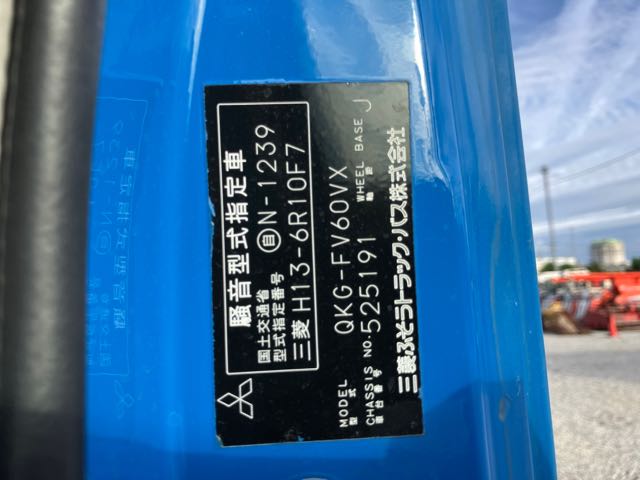 騒音型式指定車
国土交通省
型式指定番号 自N-1239
三菱 H13-6R10F7
MODEL
型式 QKG-FV60VX
CHASSIS NO.
車台番号 525191
WHEEL BASE
軸距 J
三菱ふそうトラック・バス株式会社